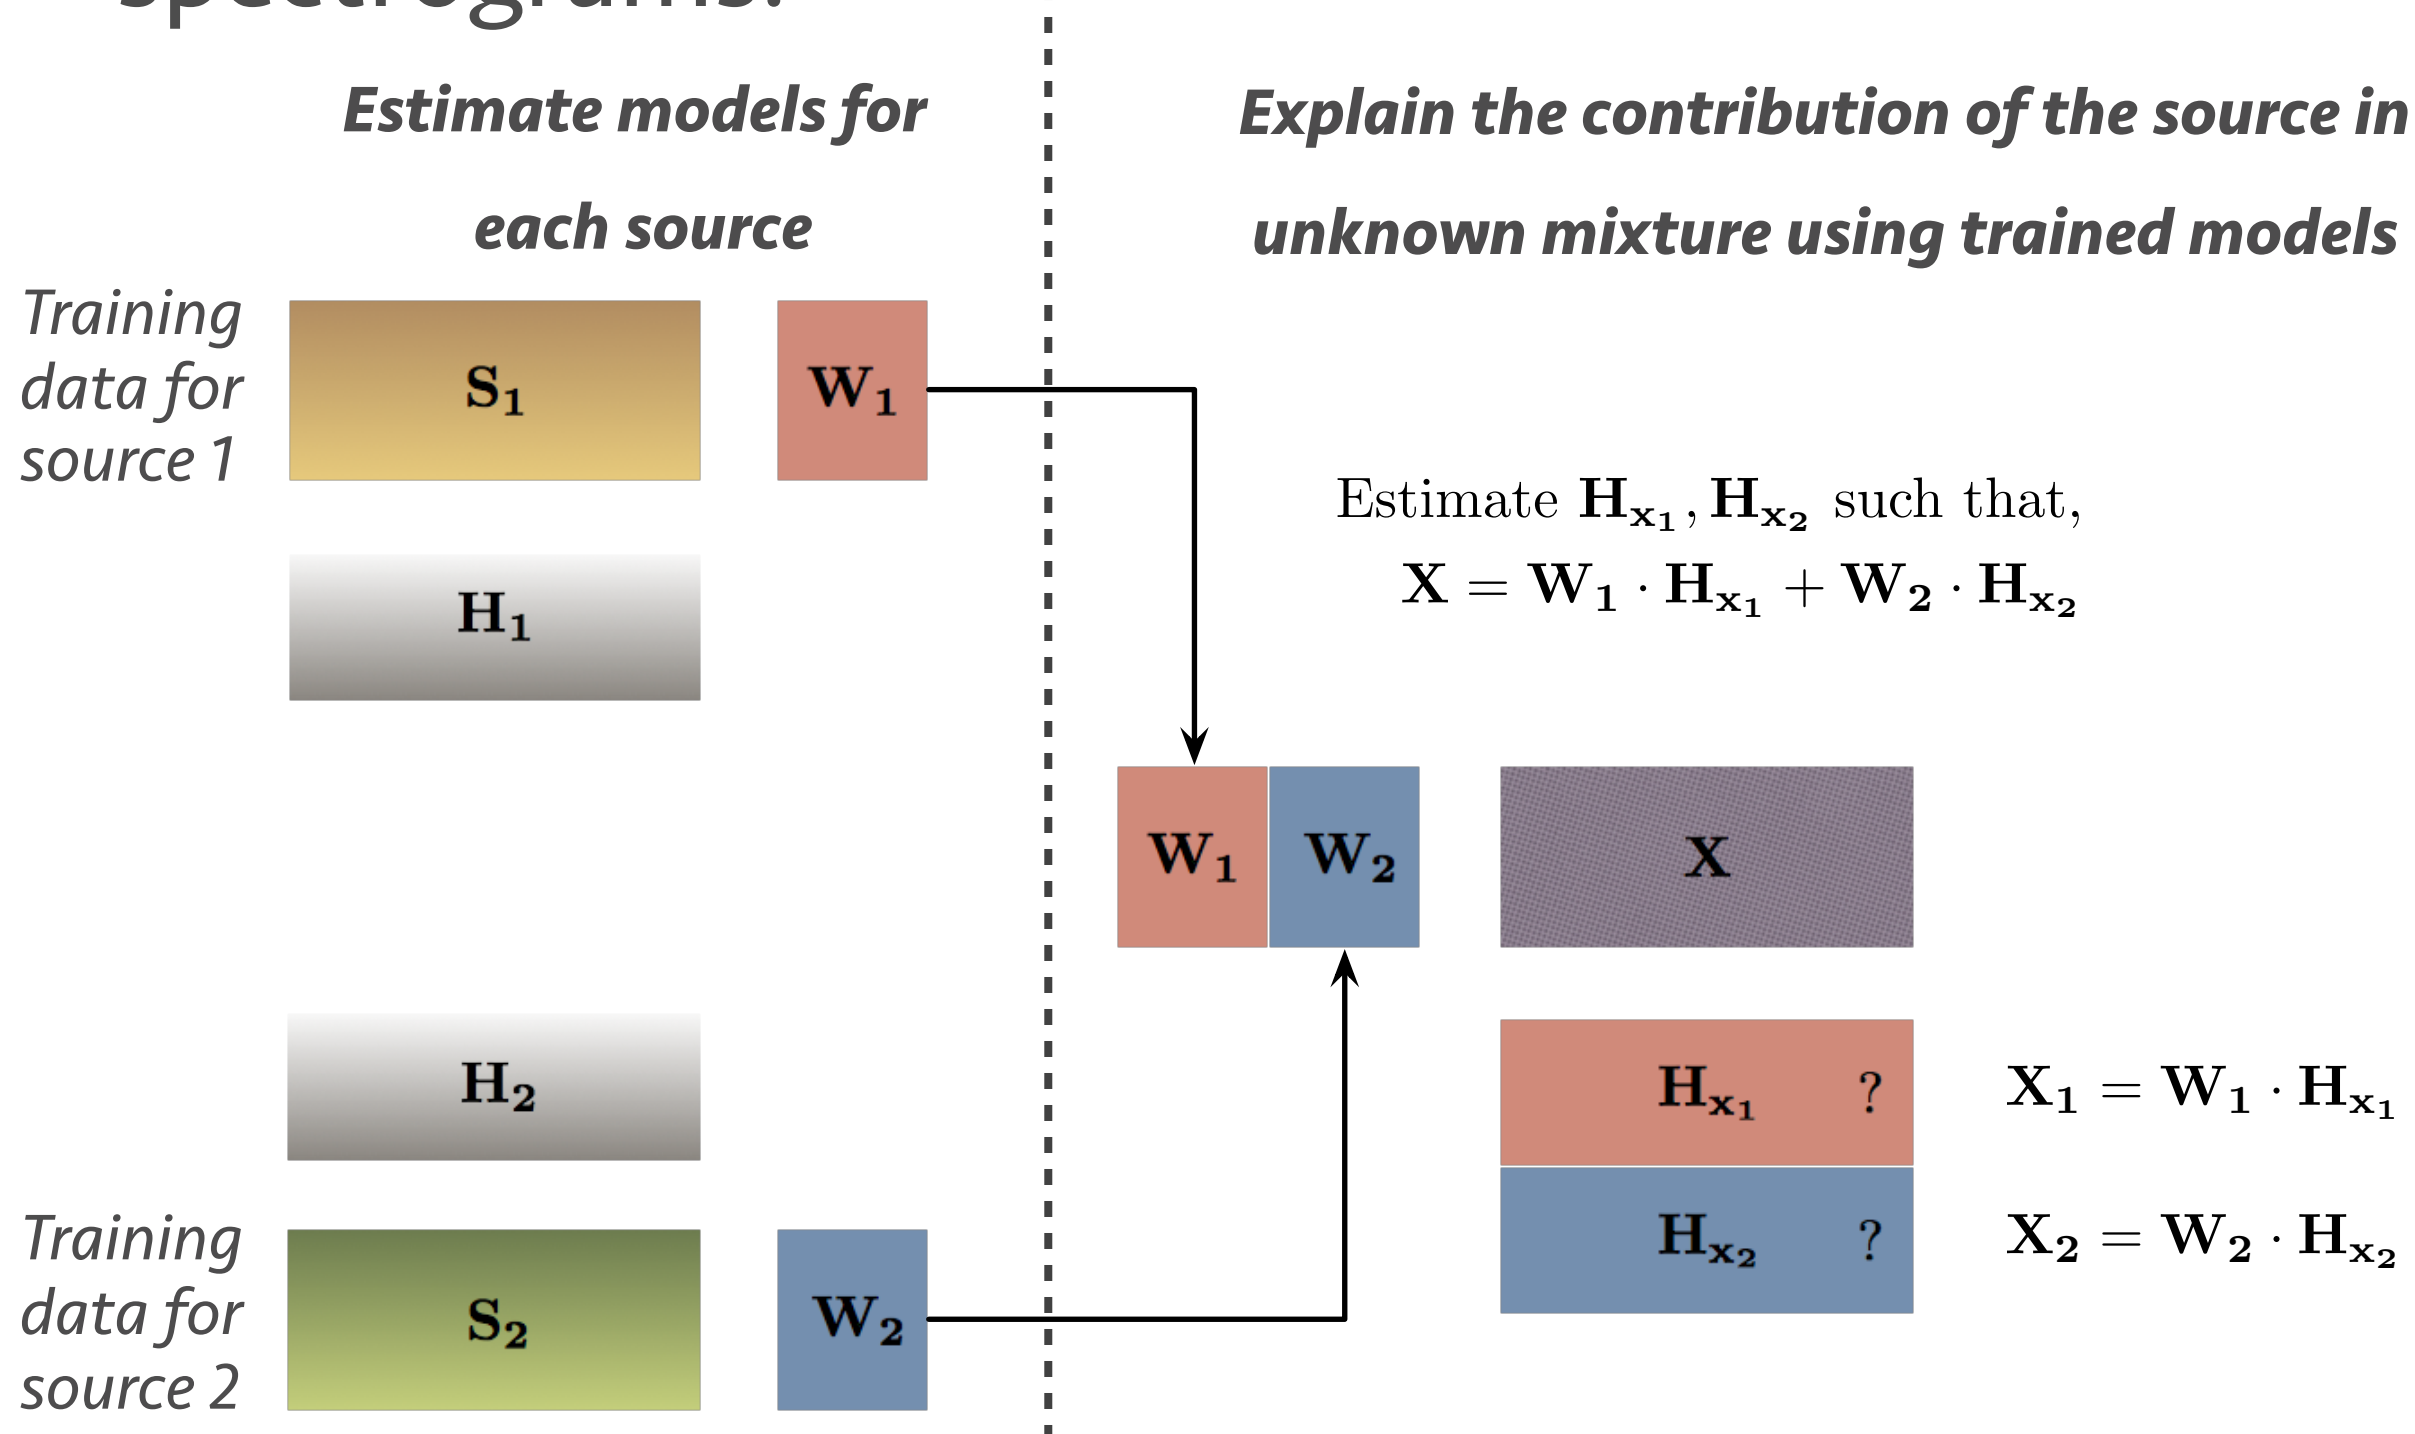 spectrograms.
Estimate models for
each source
Training
data for
source 1
S₁
W₁
H₁
H₂
Training
data for
source 2
S₂
W₂
Explain the contribution of the source in
unknown mixture using trained models
Estimate Hₓ₁, Hₓ₂ such that,
X = W₁ · Hₓ₁ + W₂ · Hₓ₂
W₁
W₂
X
Hₓ₁ ?
X₁ = W₁ · Hₓ₁
Hₓ₂ ?
X₂ = W₂ · Hₓ₂